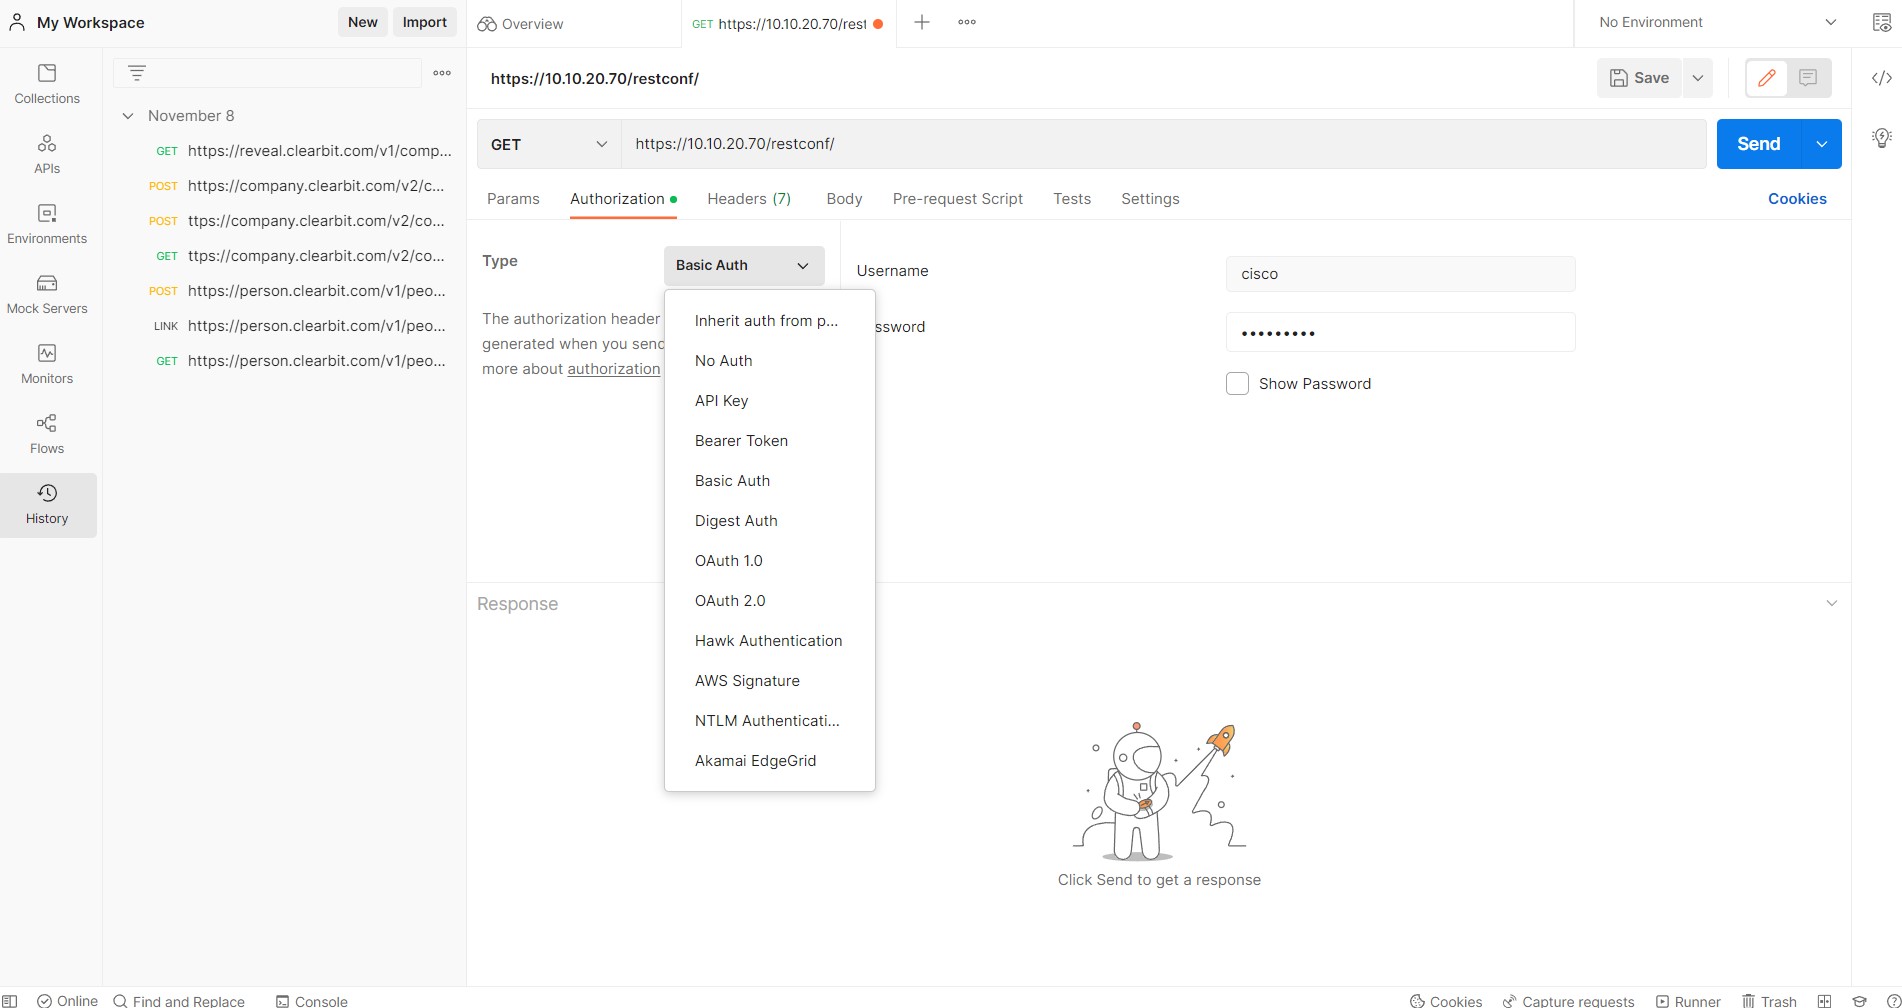 My Workspace
New
Import
Overview
GET https://10.10.20.70/rest
No Environment
Collections
APIs
Environments
Mock Servers
Monitors
Flows
History
November 8
GET https://reveal.clearbit.com/v1/comp...
POST https://company.clearbit.com/v2/c...
POST ttps://company.clearbit.com/v2/co...
GET ttps://company.clearbit.com/v2/co...
POST https://person.clearbit.com/v1/peo...
LINK https://person.clearbit.com/v1/peo...
GET https://person.clearbit.com/v1/peo...
https://10.10.20.70/restconf/
Save
</>
GET
https://10.10.20.70/restconf/
Send
Params
Authorization
Headers (7)
Body
Pre-request Script
Tests
Settings
Cookies
Type
Basic Auth
The authorization header
generated when you send
more about authorization
Inherit auth from p...
No Auth
API Key
Bearer Token
Basic Auth
Digest Auth
OAuth 1.0
OAuth 2.0
Hawk Authentication
AWS Signature
NTLM Authenticati...
Akamai EdgeGrid
Username
cisco
ssword
•••••••••
Show Password
Response
Click Send to get a response
Online
Find and Replace
Console
Cookies
Capture requests
Runner
Trash